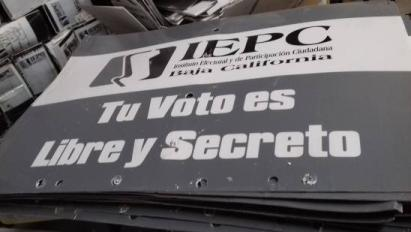 IEPC
Instituto Electoral y de Participación Ciudadana
Baja California
Tu Voto es
Libre y Secreto